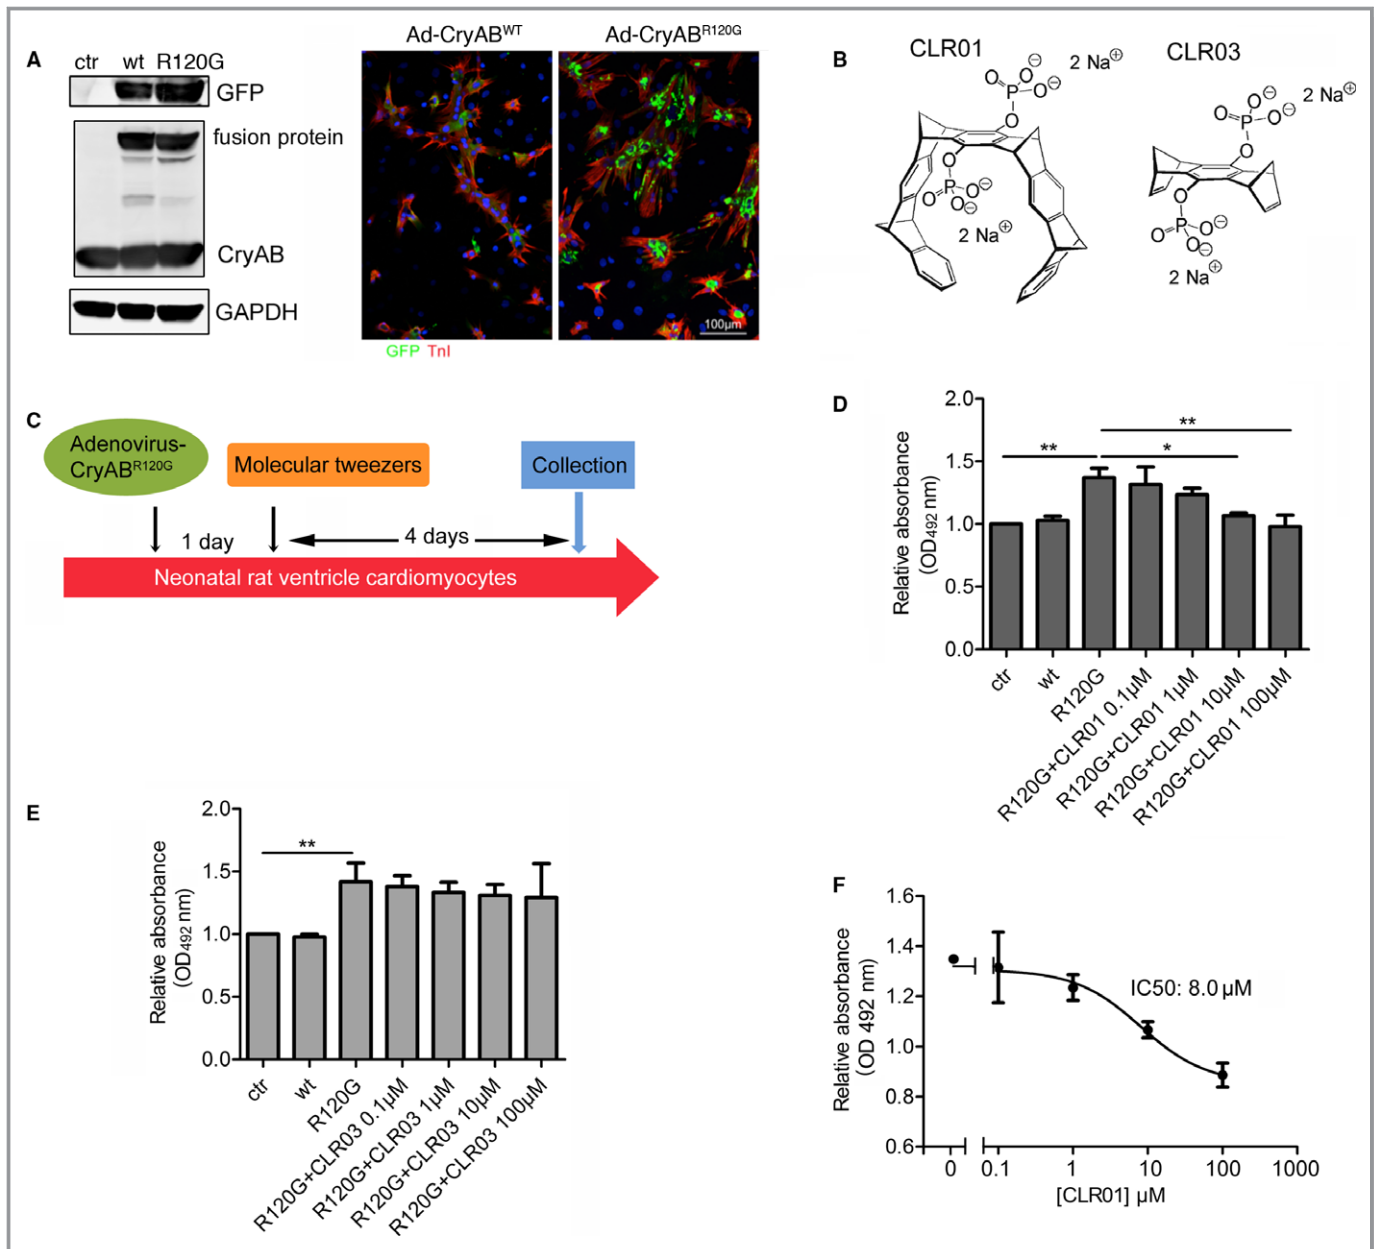 A
ctr wt R120G
GFP
fusion protein
CryAB
GAPDH
Ad-CryABWT
Ad-CryABR120G
100µm
GFP TnI
B
CLR01
CLR03
2 Na⊕
O
O⊖
P
O⊖
O
O
P
O
O⊖
O⊖
2 Na⊕
2 Na⊕
O⊖
O
P
O⊖
O
O
P
O
O⊖
O⊖
2 Na⊕
C
Adenovirus-
CryABR120G
Molecular tweezers
Collection
1 day
4 days
Neonatal rat ventricle cardiomyocytes
D
Relative absorbance
(OD492 nm)
2.0
1.5
1.0
0.5
0.0
**
**
*
ctr
wt
R120G
R120G+CLR01 0.1µM
R120G+CLR01 1µM
R120G+CLR01 10µM
R120G+CLR01 100µM
E
Relative absorbance
(OD492 nm)
2.0
1.5
1.0
0.5
0.0
**
ctr
wt
R120G
R120G+CLR03 0.1µM
R120G+CLR03 1µM
R120G+CLR03 10µM
R120G+CLR03 100µM
F
Relative absorbance
(OD 492 nm)
1.6
1.4
1.2
1.0
0.8
0.6
IC50: 8.0 µM
0 0.1 1 10 100 1000
[CLR01] µM